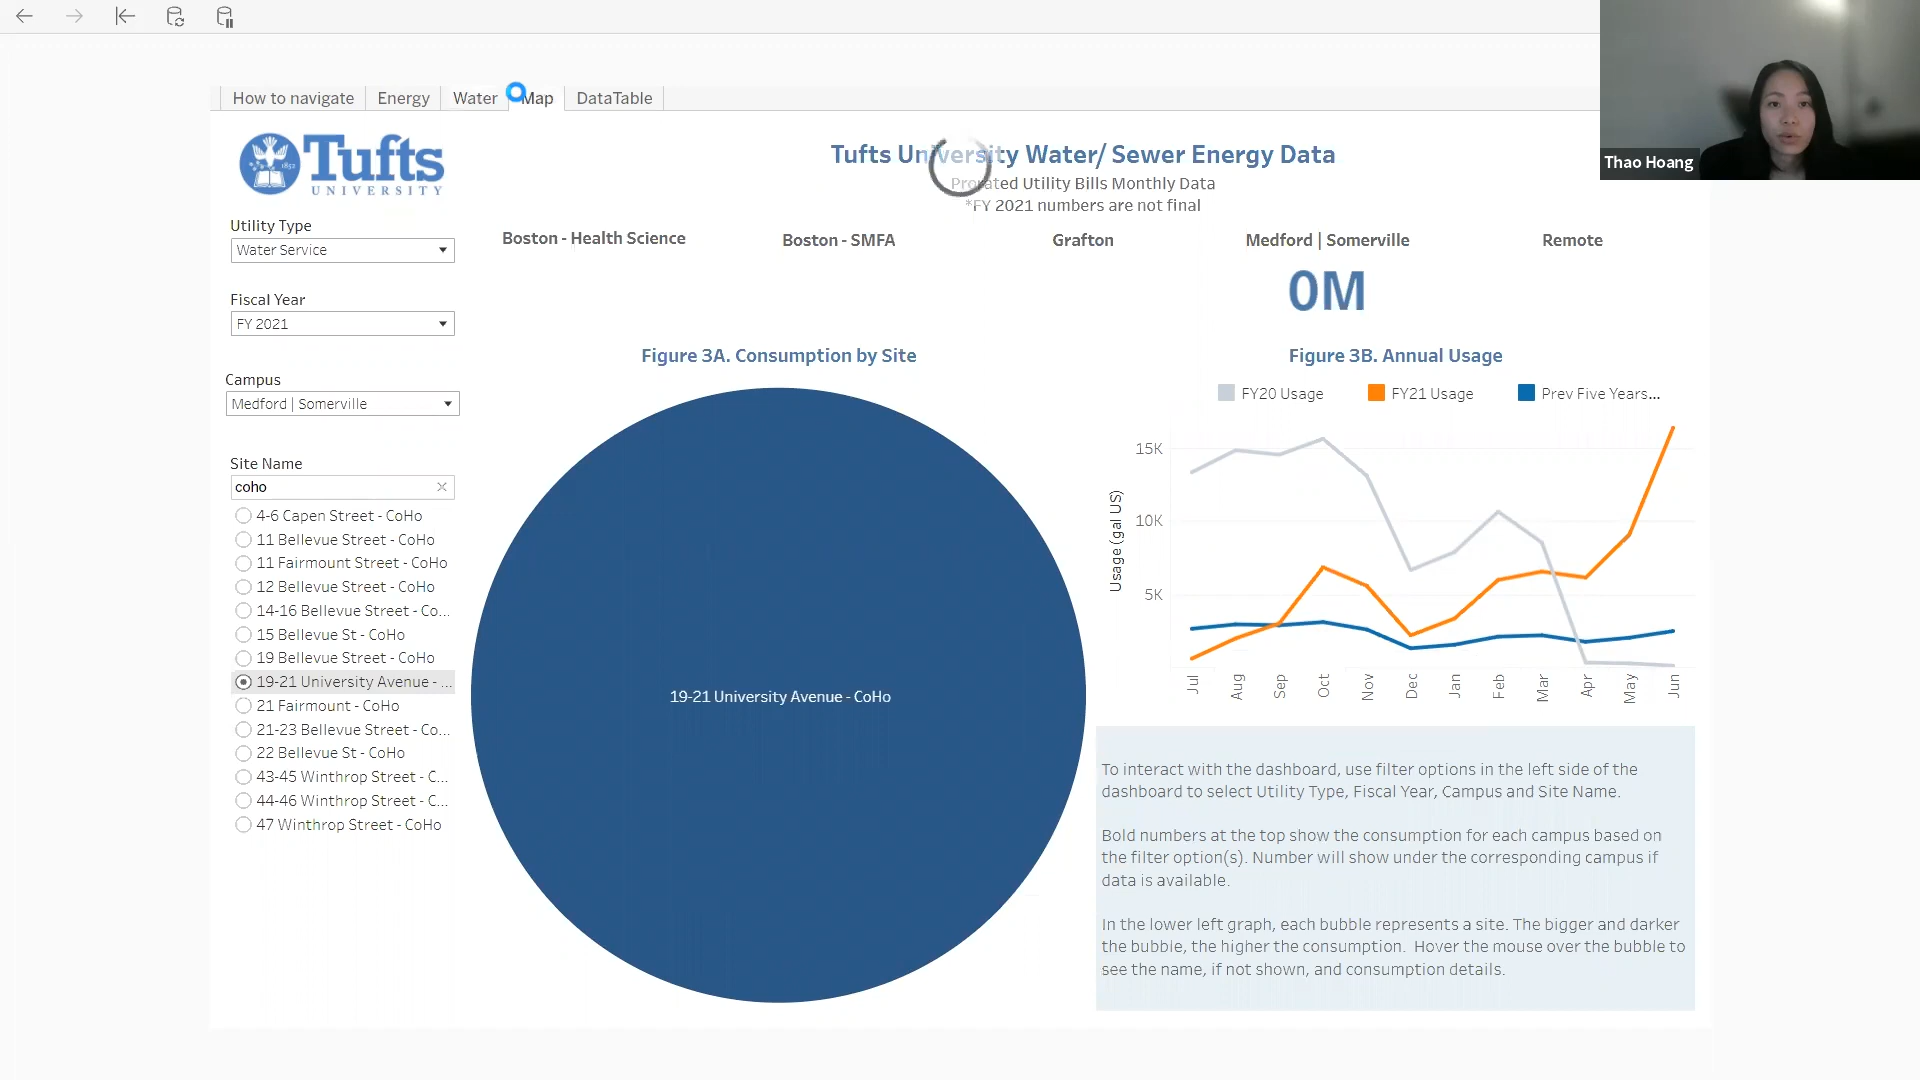 Thao Hoang
How to navigate
Energy
Water
Map
DataTable
Tufts
UNIVERSITY
1852
Tufts University Water/ Sewer Energy Data
Prorated Utility Bills Monthly Data
*FY 2021 numbers are not final
Utility Type
Water Service
Fiscal Year
FY 2021
Campus
Medford | Somerville
Site Name
coho
4-6 Capen Street - CoHo
11 Bellevue Street - CoHo
11 Fairmount Street - CoHo
12 Bellevue Street - CoHo
14-16 Bellevue Street - Co...
15 Bellevue St - CoHo
19 Bellevue Street - CoHo
19-21 University Avenue - ...
21 Fairmount - CoHo
21-23 Bellevue Street - Co...
22 Bellevue St - CoHo
43-45 Winthrop Street - C...
44-46 Winthrop Street - C...
47 Winthrop Street - CoHo
Boston - Health Science
Boston - SMFA
Grafton
Medford | Somerville
Remote
0M
Figure 3A. Consumption by Site
19-21 University Avenue - CoHo
Figure 3B. Annual Usage
FY20 Usage
FY21 Usage
Prev Five Years...
Usage (gal US)
15K
10K
5K
Jul
Aug
Sep
Oct
Nov
Dec
Jan
Feb
Mar
Apr
May
Jun
To interact with the dashboard, use filter options in the left side of the
dashboard to select Utility Type, Fiscal Year, Campus and Site Name.
Bold numbers at the top show the consumption for each campus based on
the filter option(s). Number will show under the corresponding campus if
data is available.
In the lower left graph, each bubble represents a site. The bigger and darker
the bubble, the higher the consumption.  Hover the mouse over the bubble to
see the name, if not shown, and consumption details.